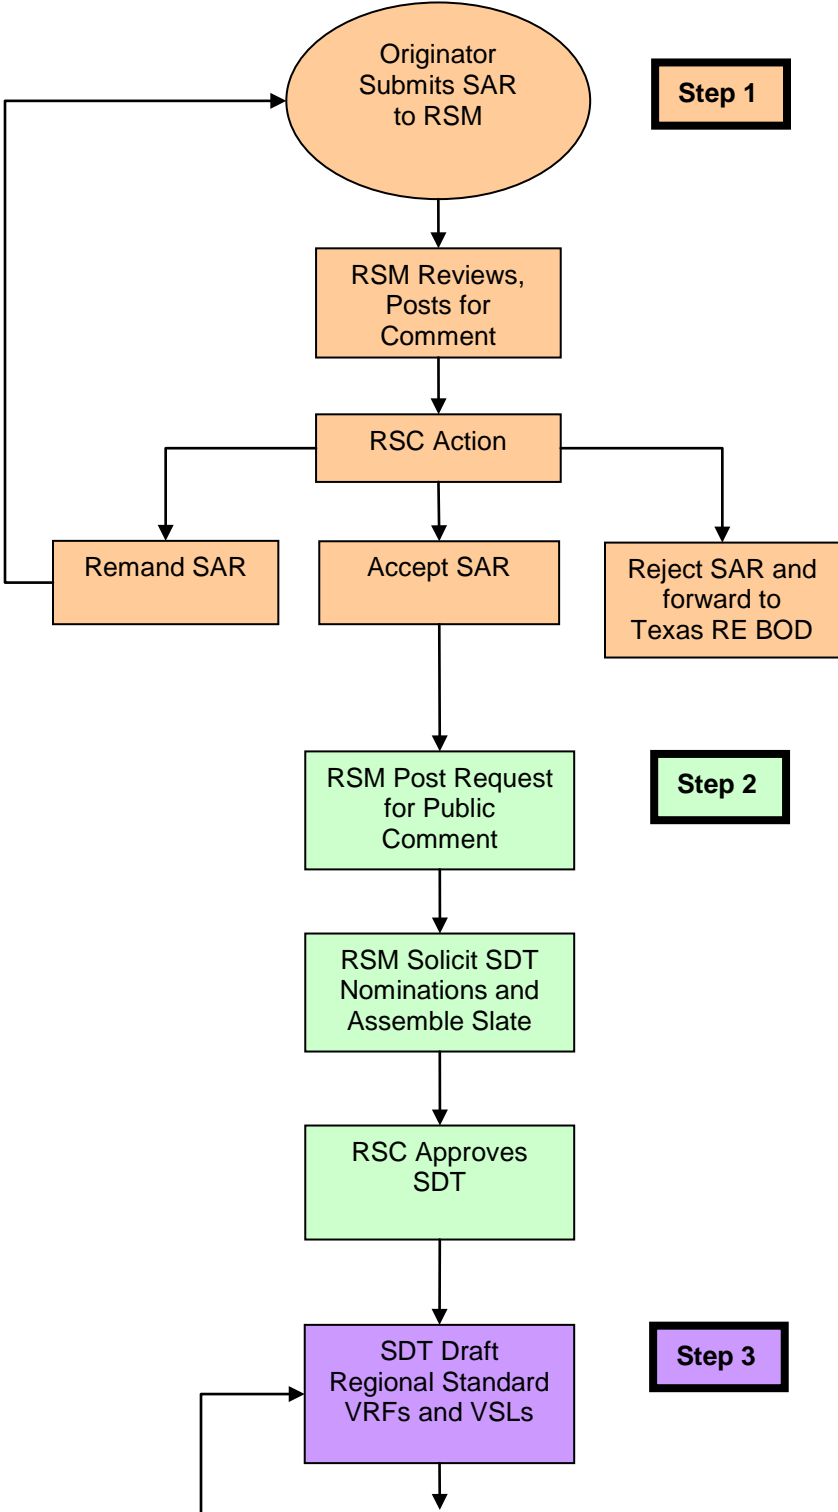 Originator
Submits SAR
to RSM
Step 1
RSM Reviews,
Posts for
Comment
RSC Action
Remand SAR
Accept SAR
Reject SAR and
forward to
Texas RE BOD
RSM Post Request
for Public
Comment
Step 2
RSM Solicit SDT
Nominations and
Assemble Slate
RSC Approves
SDT
SDT Draft
Regional Standard
VRFs and VSLs
Step 3